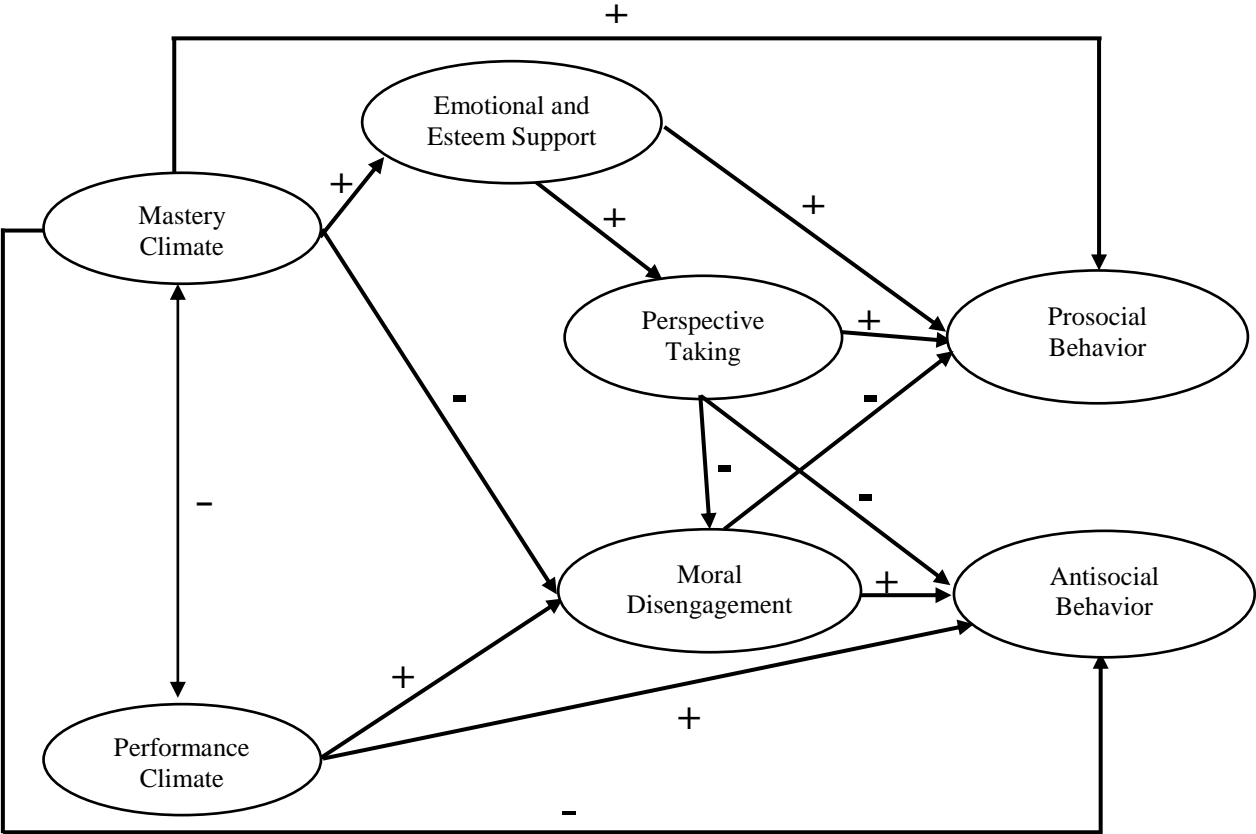 +
Emotional and
Esteem Support
+
+
+
Mastery
Climate
Perspective
Taking
+
Prosocial
Behavior
-
-
-
-
-
Moral
Disengagement
+
Antisocial
Behavior
+
+
Performance
Climate
-